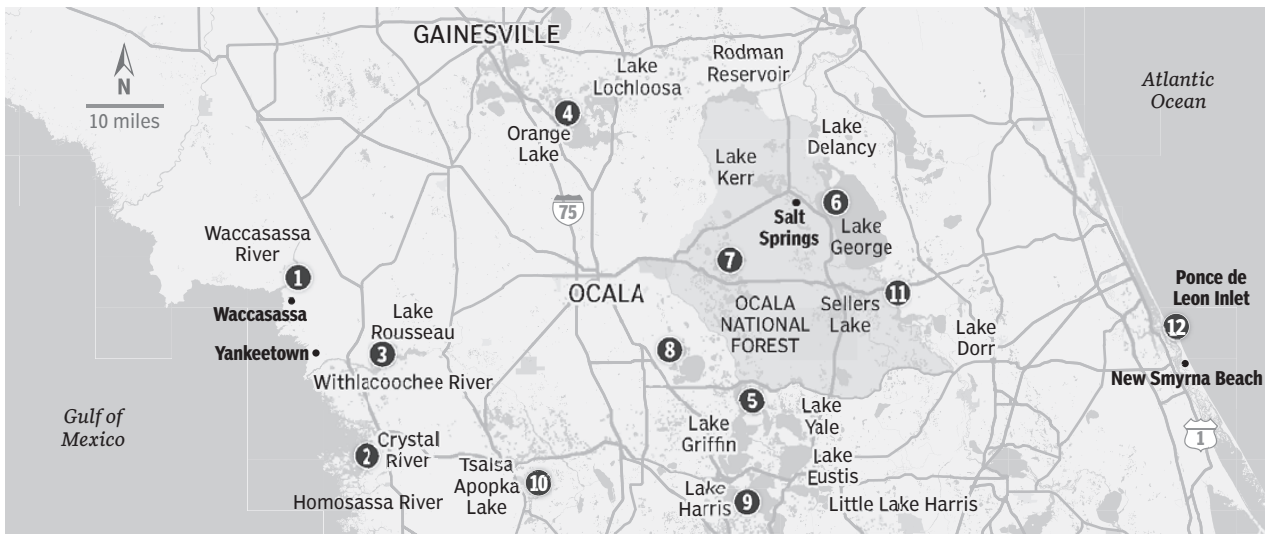 GAINESVILLE
N
10 miles
Rodman
Reservoir
Lake
Lochloosa
Atlantic
Ocean
4
Orange
Lake
Lake
Delancy
Lake
Kerr
75
6
Salt
Springs
Lake
George
Waccasassa
River
1
7
Waccasassa
OCALA
11
Ponce de
Leon Inlet
12
Lake
Rousseau
OCALA
NATIONAL
FOREST
Sellers
Lake
Lake
Dorr
Yankeetown
3
8
Withlacoochee River
New Smyrna Beach
5
Gulf of
Mexico
Lake
Griffin
Lake
Yale
1
2
Crystal
River
Tsalsa
Apopka
Lake
10
Lake
Eustis
Homosassa River
Lake
Harris
9
Little Lake Harris